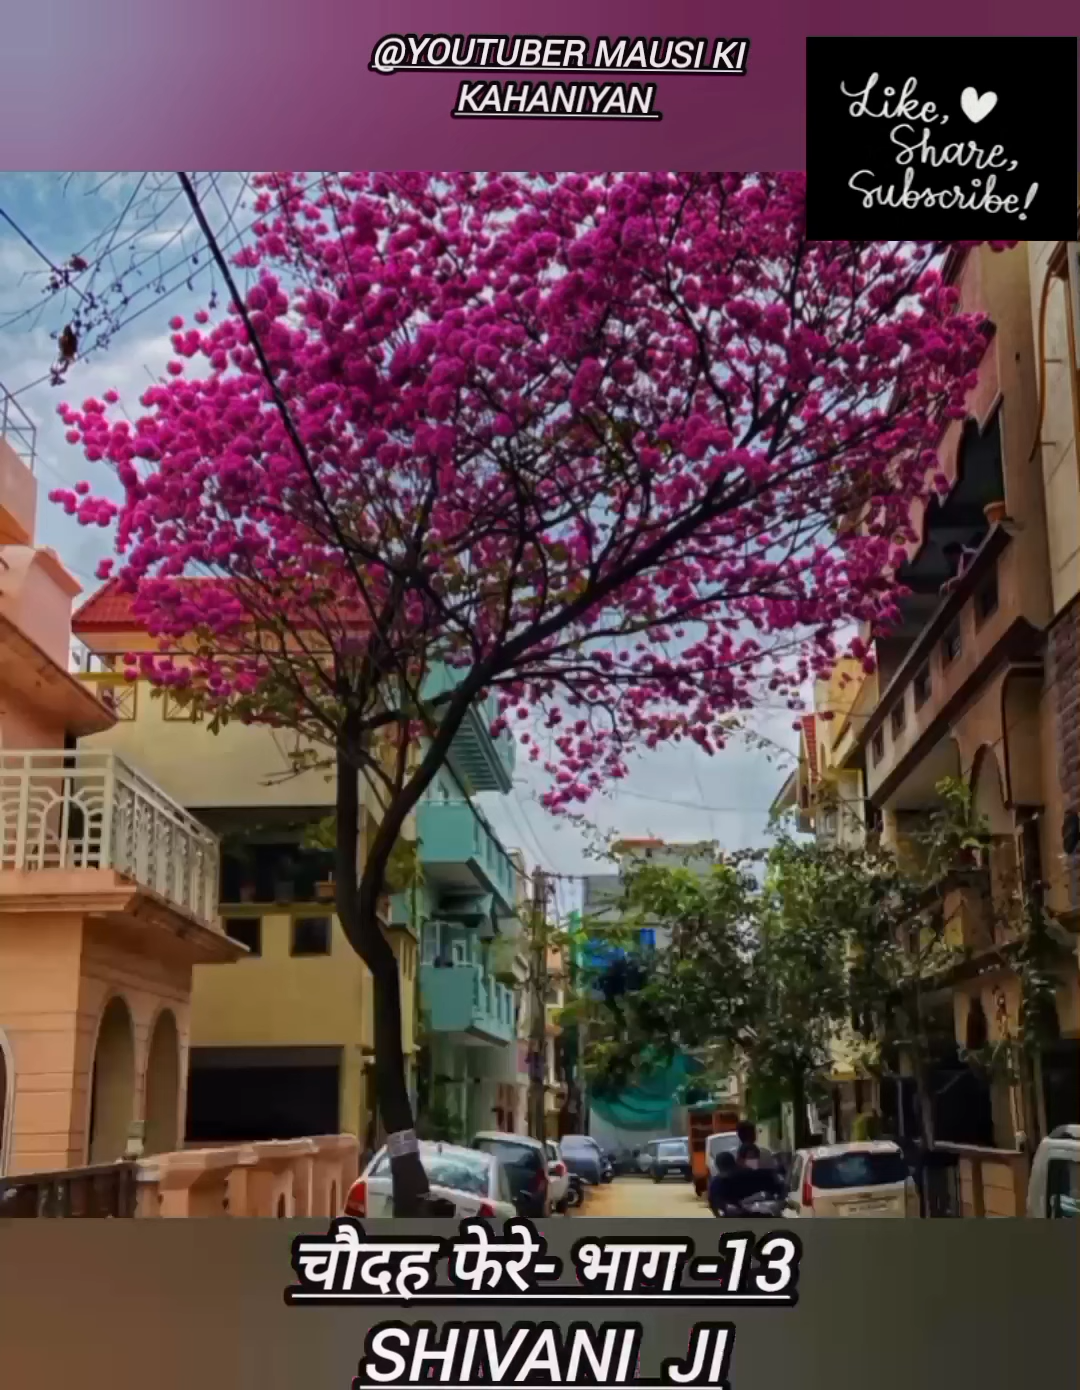 @YOUTUBER MAUSI KI
KAHANIYAN
Like,
Share,
Subscribe!
चौदह फेरे- भाग -13
SHIVANI JI